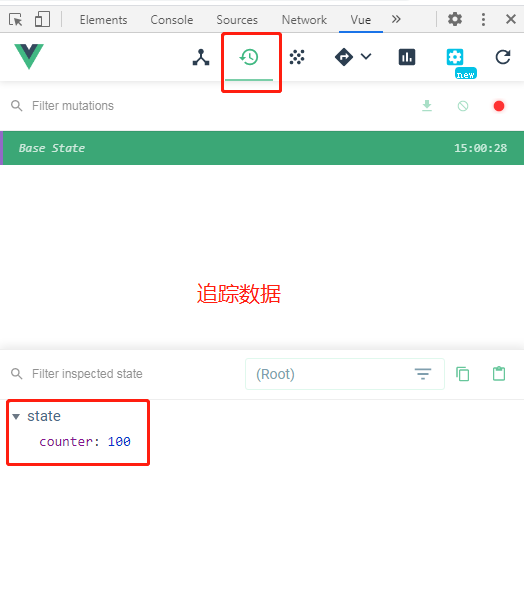 Elements Console Sources Network Vue »
new
Filter mutations
Base State 15:00:28
追踪数据
Filter inspected state (Root)
state
counter: 100